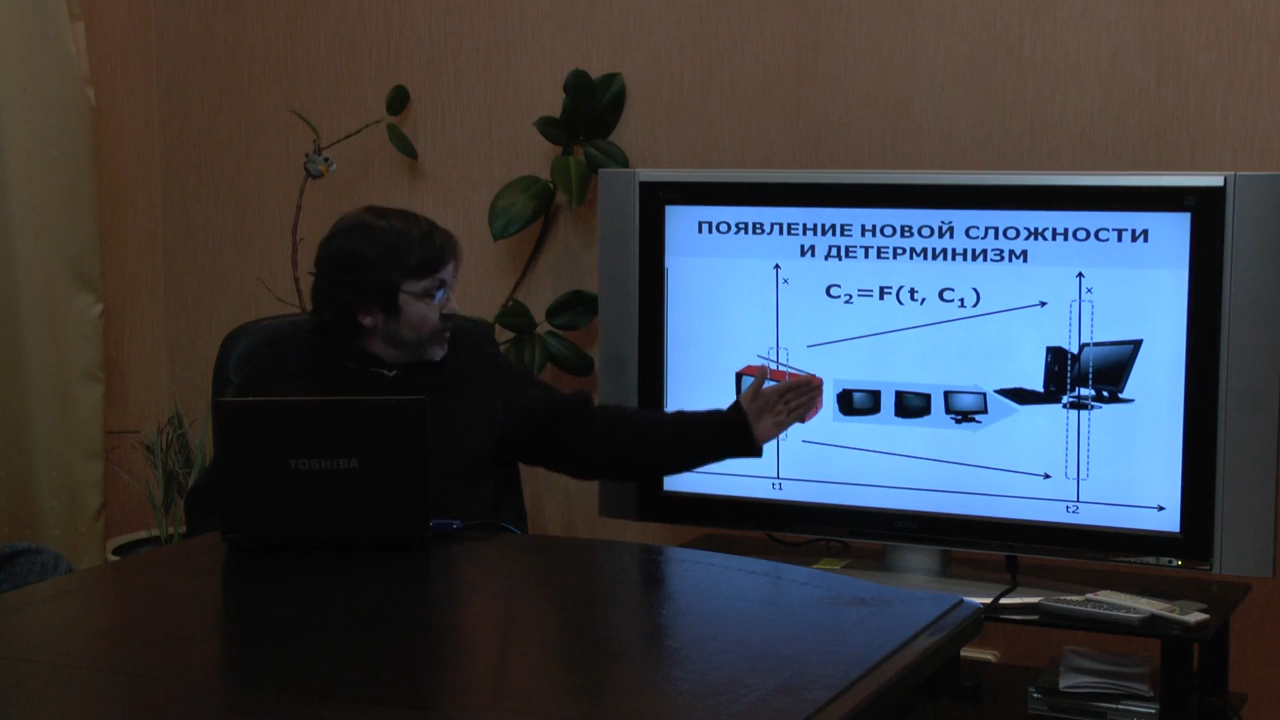 ПОЯВЛЕНИЕ НОВОЙ СЛОЖНОСТИ
И ДЕТЕРМИНИЗМ
x
C₂=F(t, C₁)
x
t1
t2
TOSHIBA